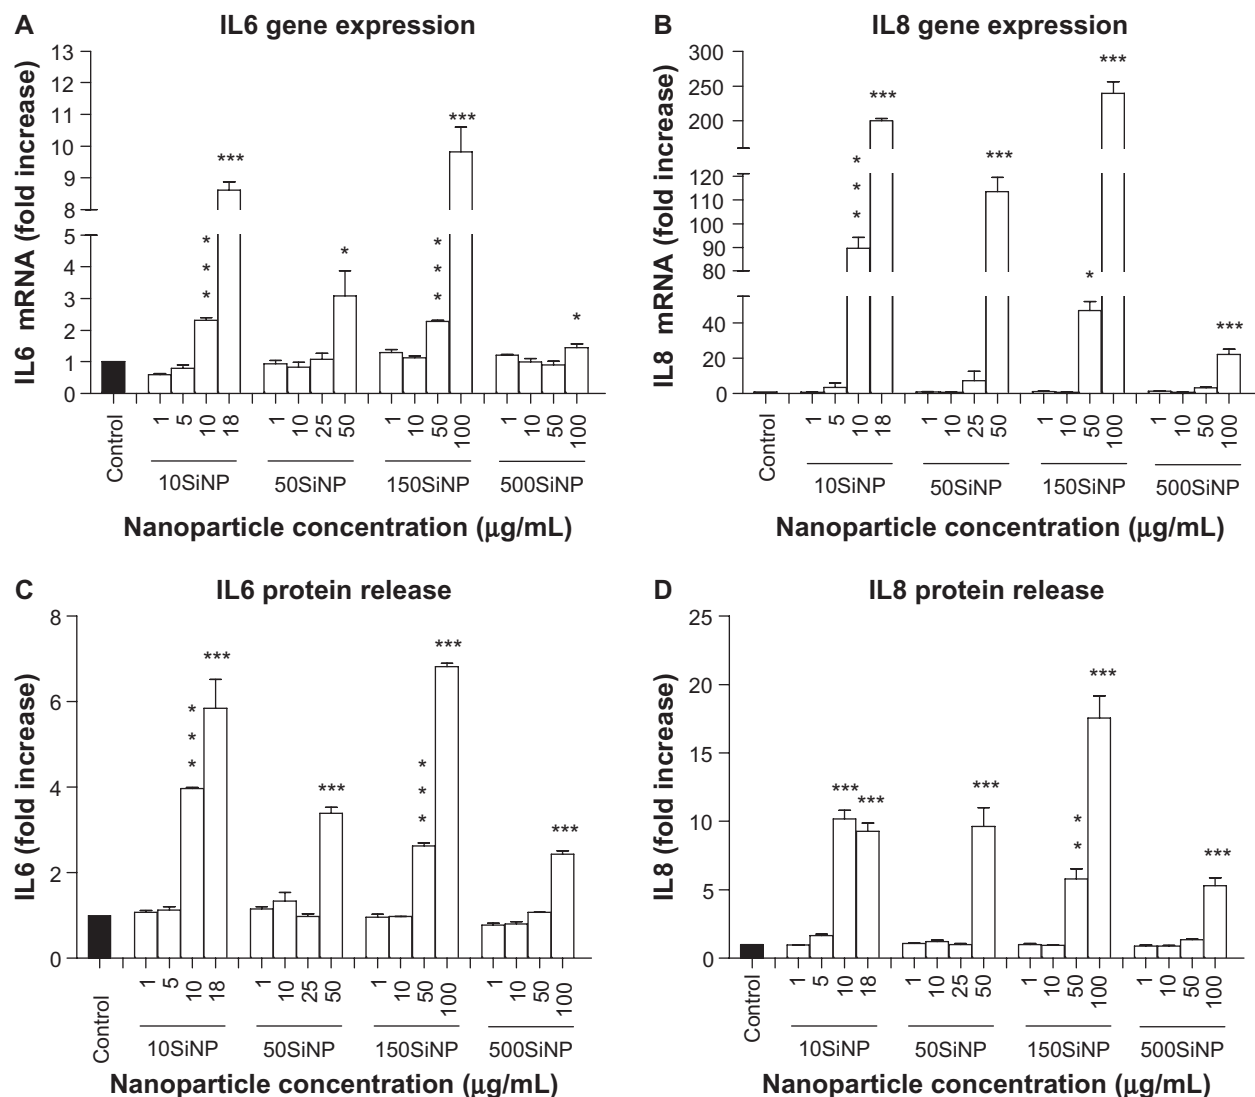 A IL6 gene expression
IL6 mRNA (fold increase)
13
12
11
10
9
8
5
4
3
2
1
0
*** *** * *** *** *
Control 1 5 10 18 1 10 25 50 1 10 50 100 1 10 50 100
10SiNP 50SiNP 150SiNP 500SiNP
Nanoparticle concentration (μg/mL)
B IL8 gene expression
IL8 mRNA (fold increase)
300
250
200
120
110
100
90
80
40
20
0
*** *** *** * *** ***
Control 1 5 10 18 1 10 25 50 1 10 50 100 1 10 50 100
10SiNP 50SiNP 150SiNP 500SiNP
Nanoparticle concentration (μg/mL)
C IL6 protein release
IL6 (fold increase)
8
6
4
2
0
*** *** *** *** *** ***
Control 1 5 10 18 1 10 25 50 1 10 50 100 1 10 50 100
10SiNP 50SiNP 150SiNP 500SiNP
Nanoparticle concentration (μg/mL)
D IL8 protein release
IL8 (fold increase)
25
20
15
10
5
0
*** *** *** ** *** ***
Control 1 5 10 18 1 10 25 50 1 10 50 100 1 10 50 100
10SiNP 50SiNP 150SiNP 500SiNP
Nanoparticle concentration (μg/mL)